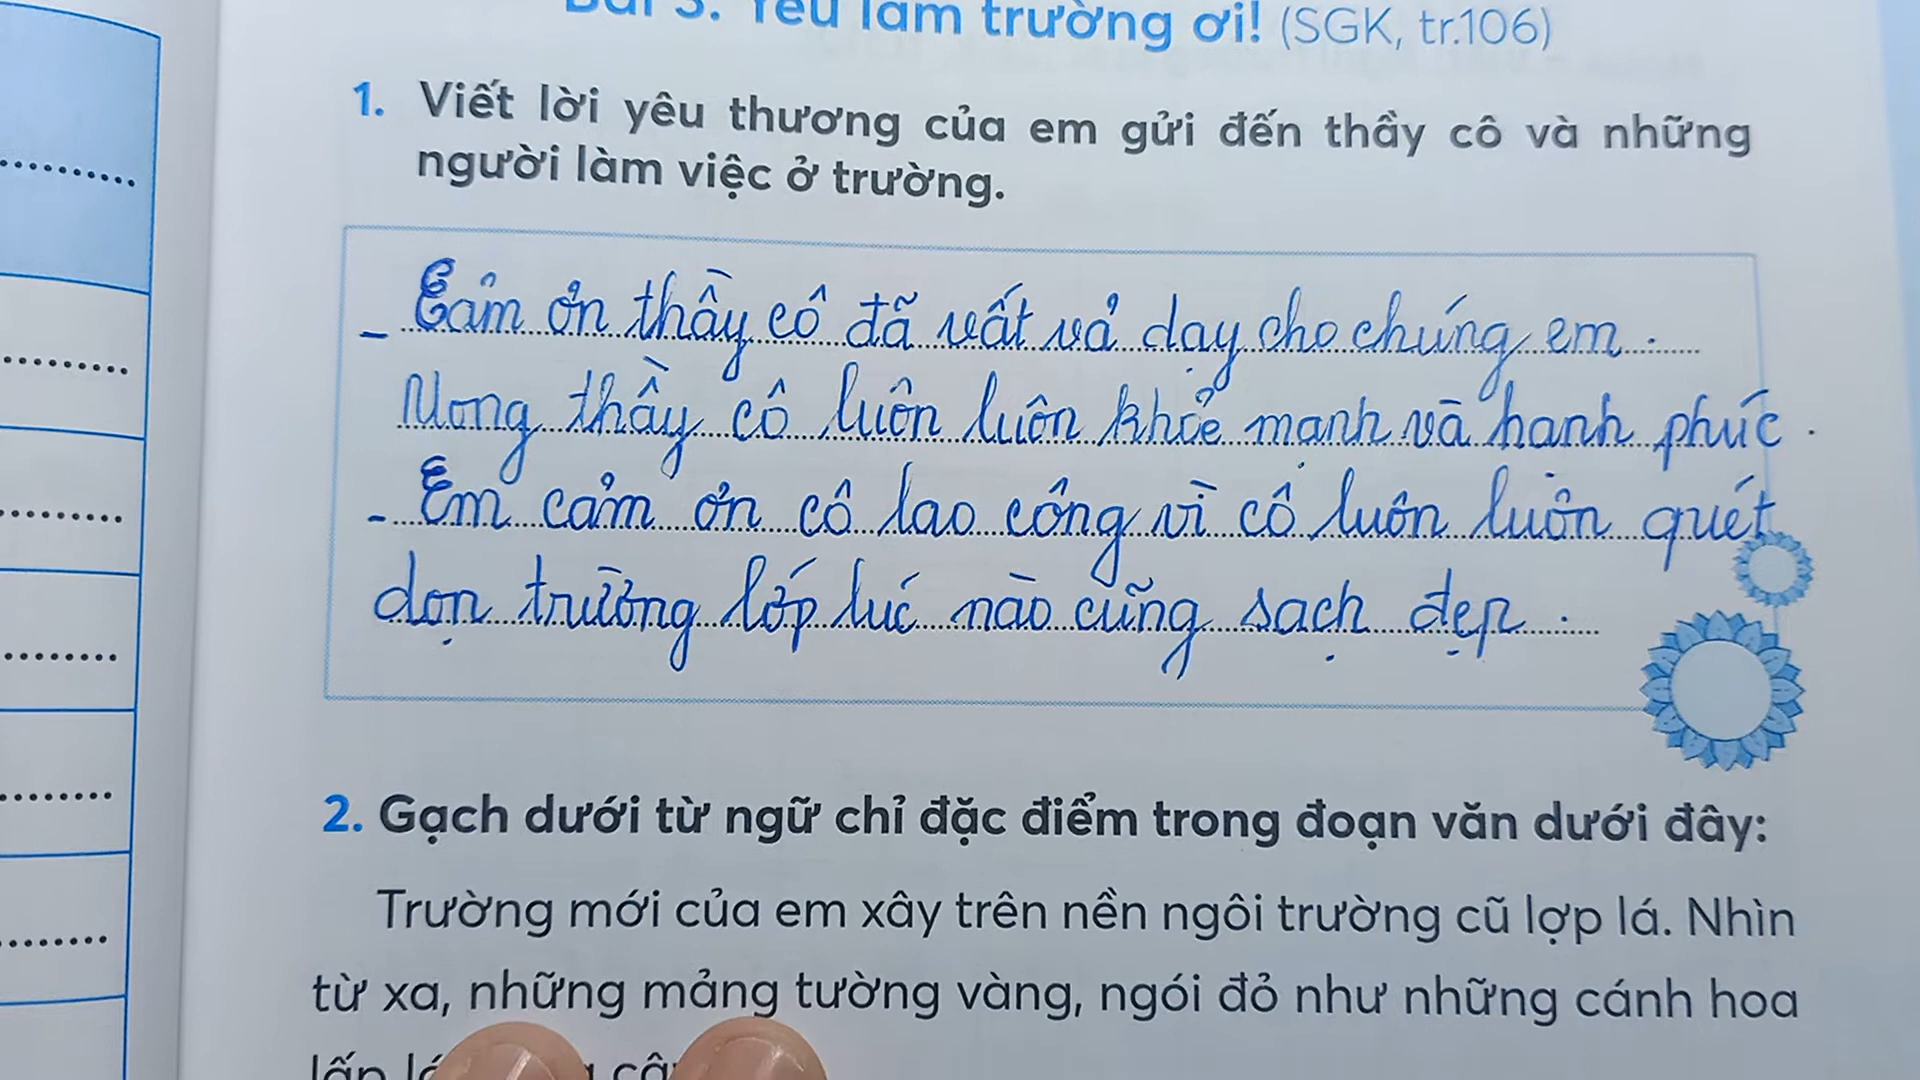 Bài 3. Yêu lắm trường ơi! (SGK, tr.106)
1. Viết lời yêu thương của em gửi đến thầy cô và những
người làm việc ở trường.
- Cảm ơn thầy cô đã vất vả dạy cho chúng em.
Mong thầy cô luôn luôn khỏe mạnh và hạnh phúc.
- Em cảm ơn cô lao công vì cô luôn luôn quét
dọn trường lớp lúc nào cũng sạch đẹp.
2. Gạch dưới từ ngữ chỉ đặc điểm trong đoạn văn dưới đây:
Trường mới của em xây trên nền ngôi trường cũ lợp lá. Nhìn
từ xa, những mảng tường vàng, ngói đỏ như những cánh hoa
lấp